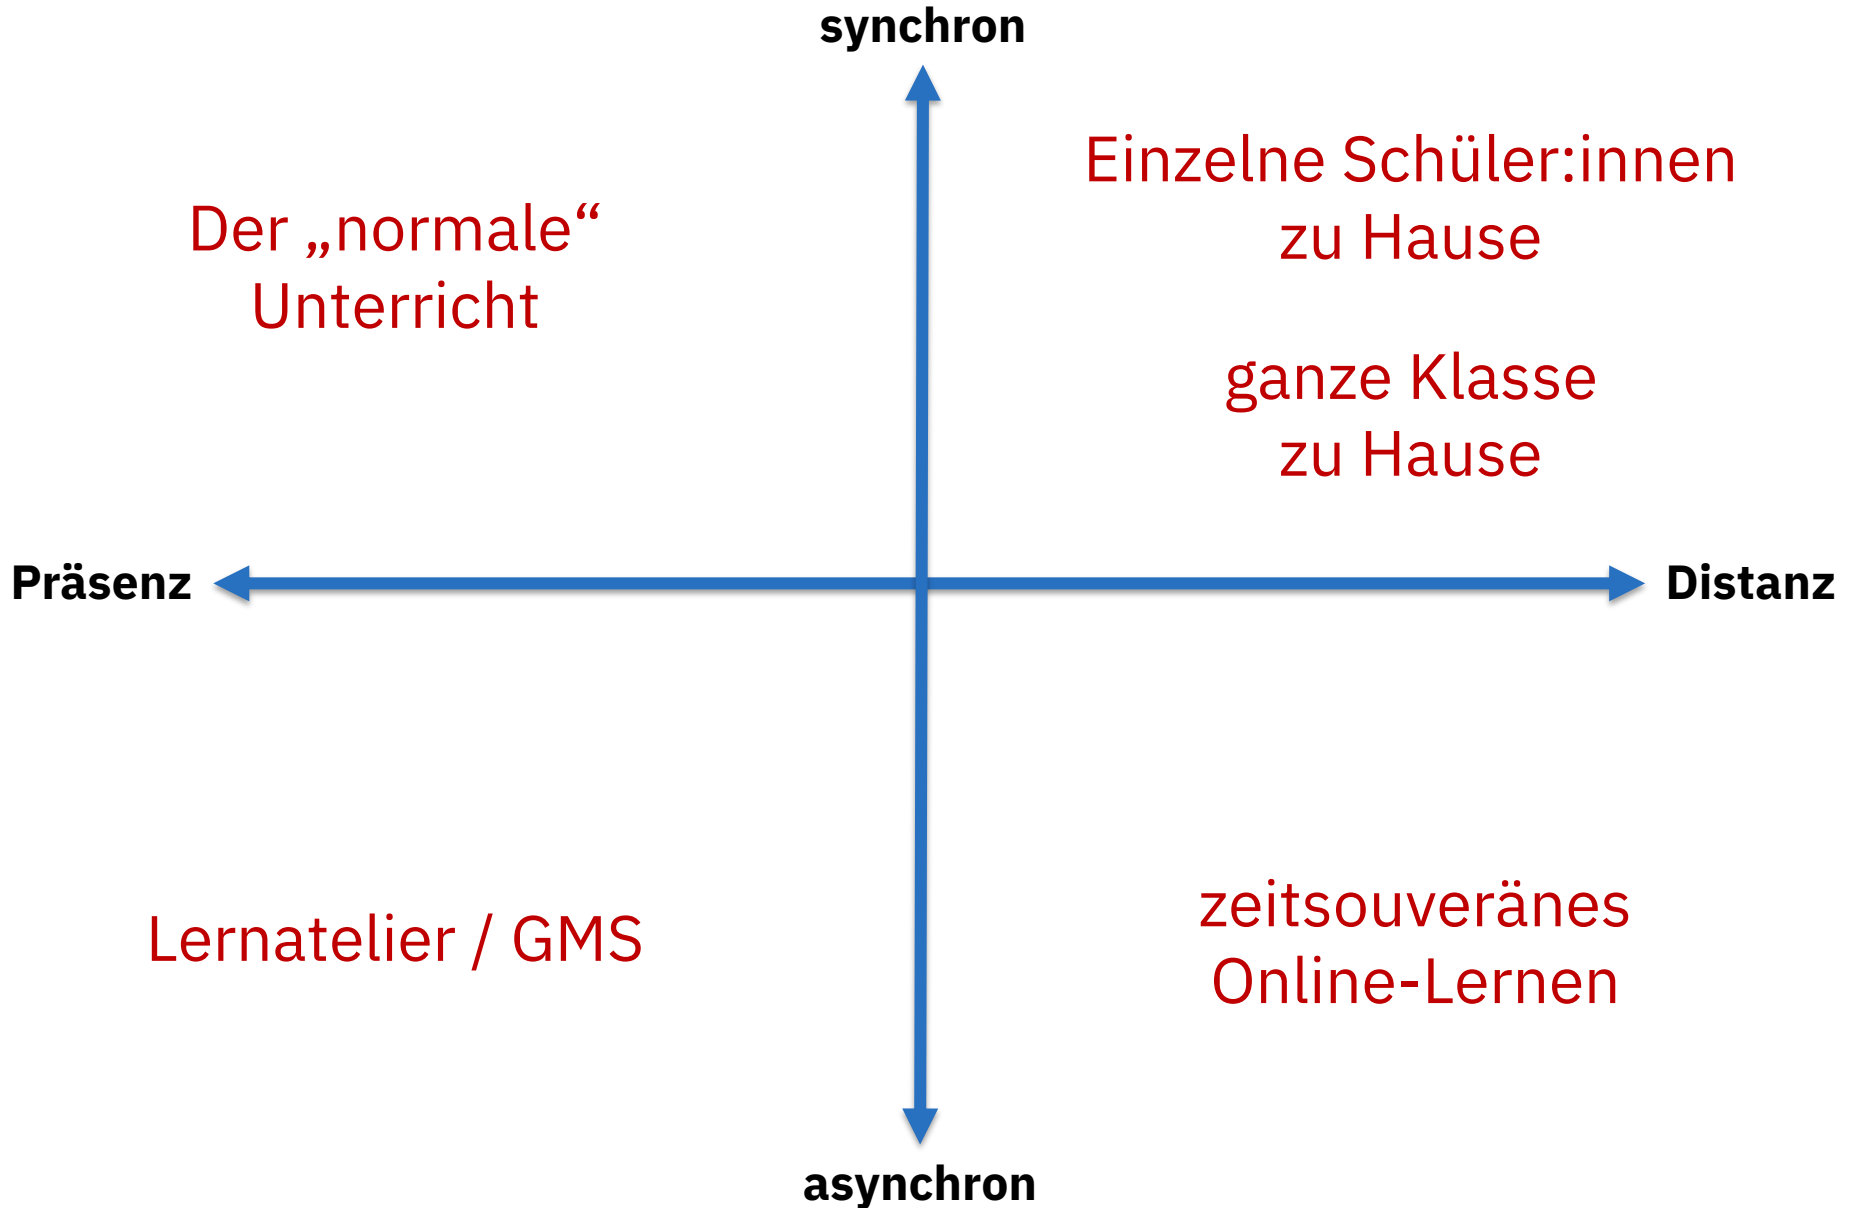 synchron
Der „normale“
Unterricht
Einzelne Schüler:innen
zu Hause
ganze Klasse
zu Hause
Präsenz
Distanz
Lernatelier / GMS
zeitsouveränes
Online-Lernen
asynchron